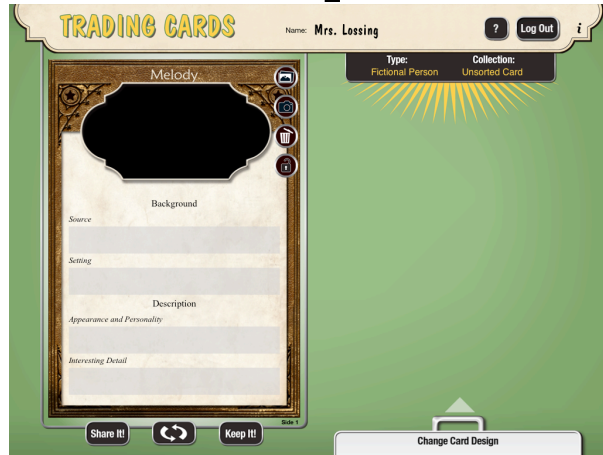 TRADING CARDS
Name: Mrs. Lossing
?
Log Out
i
Type:
Fictional Person
Collection:
Unsorted Card
Melody.
Background
Source
Setting
Description
Appearance and Personality
Interesting Detail
Side 1
Share It!
Keep It!
Change Card Design